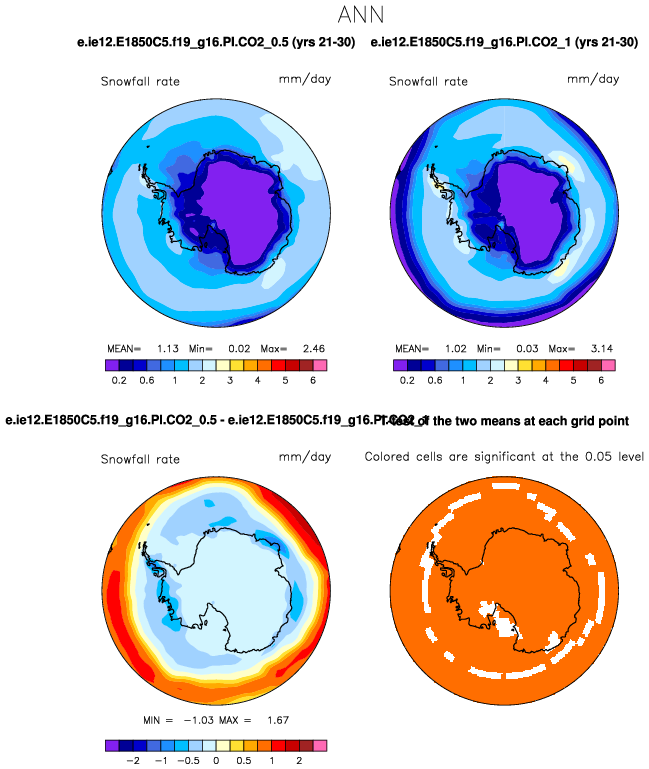 ANN
e.ie12.E1850C5.f19_g16.PI.CO2_0.5 (yrs 21-30) e.ie12.E1850C5.f19_g16.PI.CO2_1 (yrs 21-30)
Snowfall rate mm/day Snowfall rate mm/day
MEAN= 1.13 Min= 0.02 Max= 2.46 MEAN= 1.02 Min= 0.03 Max= 3.14
0.2 0.6 1 2 3 4 5 6 0.2 0.6 1 2 3 4 5 6
e.ie12.E1850C5.f19_g16.PI.CO2_0.5 - e.ie12.E1850C5.f19_g16.PI.CO2_1 T-Test of the two means at each grid point
Snowfall rate mm/day Colored cells are significant at the 0.05 level
MIN = -1.03 MAX = 1.67
-2 -1 -0.5 0 0.5 1 2